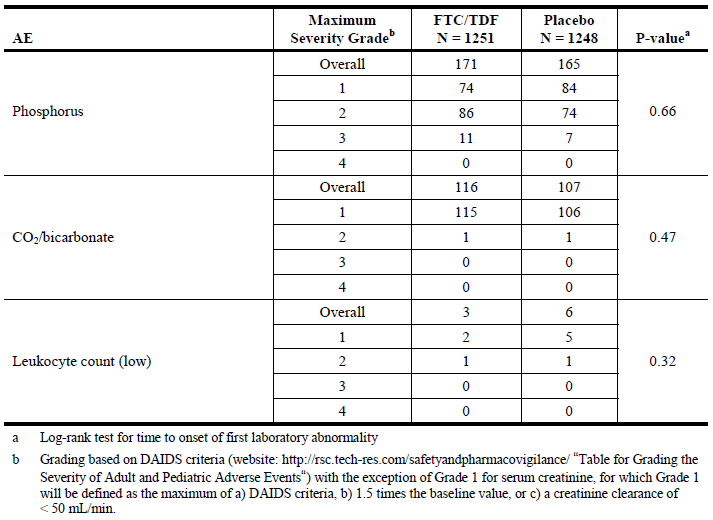 AE Maximum Severity Gradeb FTC/TDF N = 1251 Placebo N = 1248 P-valuea
Phosphorus Overall 171 165 0.66
1 74 84
2 86 74
3 11 7
4 0 0
CO2/bicarbonate Overall 116 107 0.47
1 115 106
2 1 1
3 0 0
4 0 0
Leukocyte count (low) Overall 3 6 0.32
1 2 5
2 1 1
3 0 0
4 0 0
a Log-rank test for time to onset of first laboratory abnormality
b Grading based on DAIDS criteria (website: http://rsc.tech-res.com/safetyandpharmacovigilance/ “Table for Grading the
Severity of Adult and Pediatric Adverse Events“) with the exception of Grade 1 for serum creatinine, for which Grade 1
will be defined as the maximum of a) DAIDS criteria, b) 1.5 times the baseline value, or c) a creatinine clearance of
< 50 mL/min.